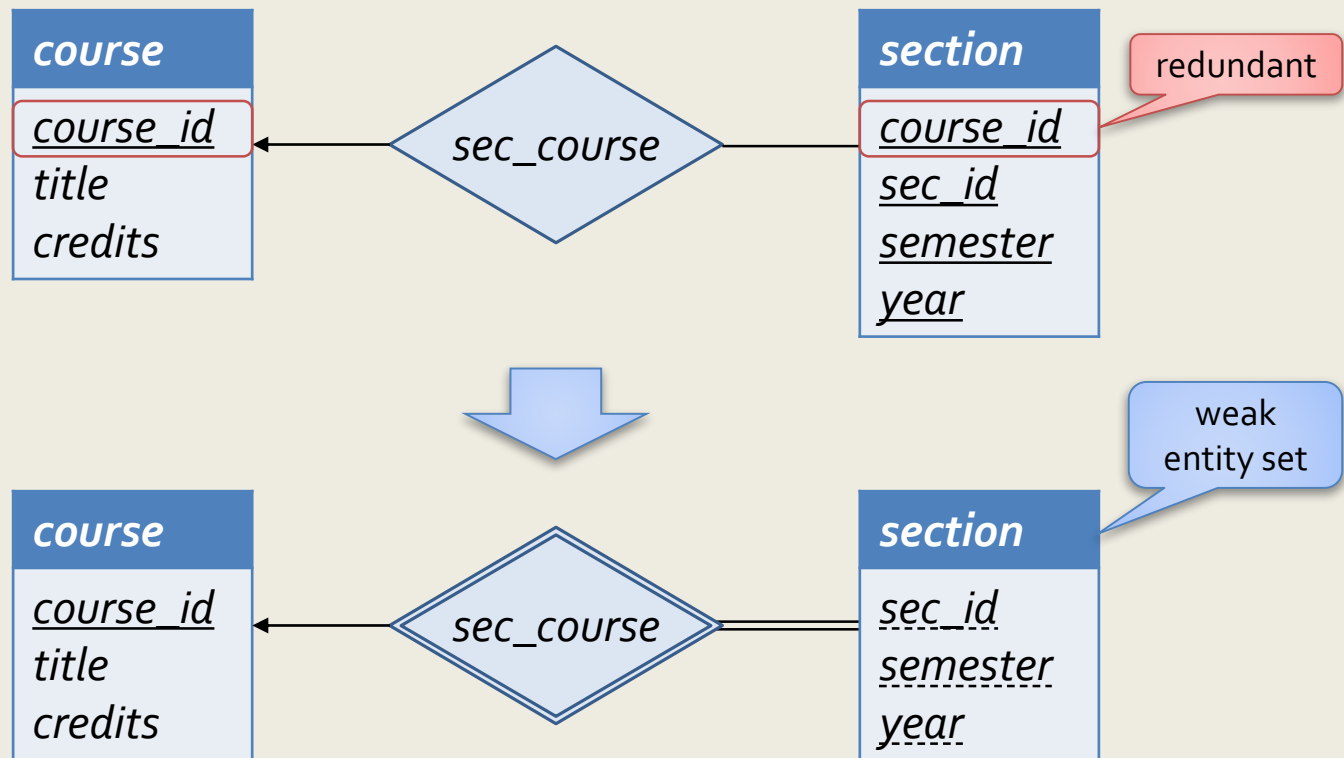 course
course_id
title
credits
sec_course
section
course_id
sec_id
semester
year
redundant
weak
entity set
course
course_id
title
credits
sec_course
section
sec_id
semester
year